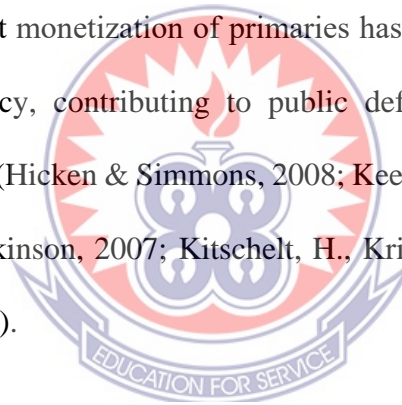 t monetization of primaries has
cy, contributing to public def
(Hicken & Simmons, 2008; Kee
kinson, 2007; Kitschelt, H., Kri
).
EDUCATION FOR SERVICE